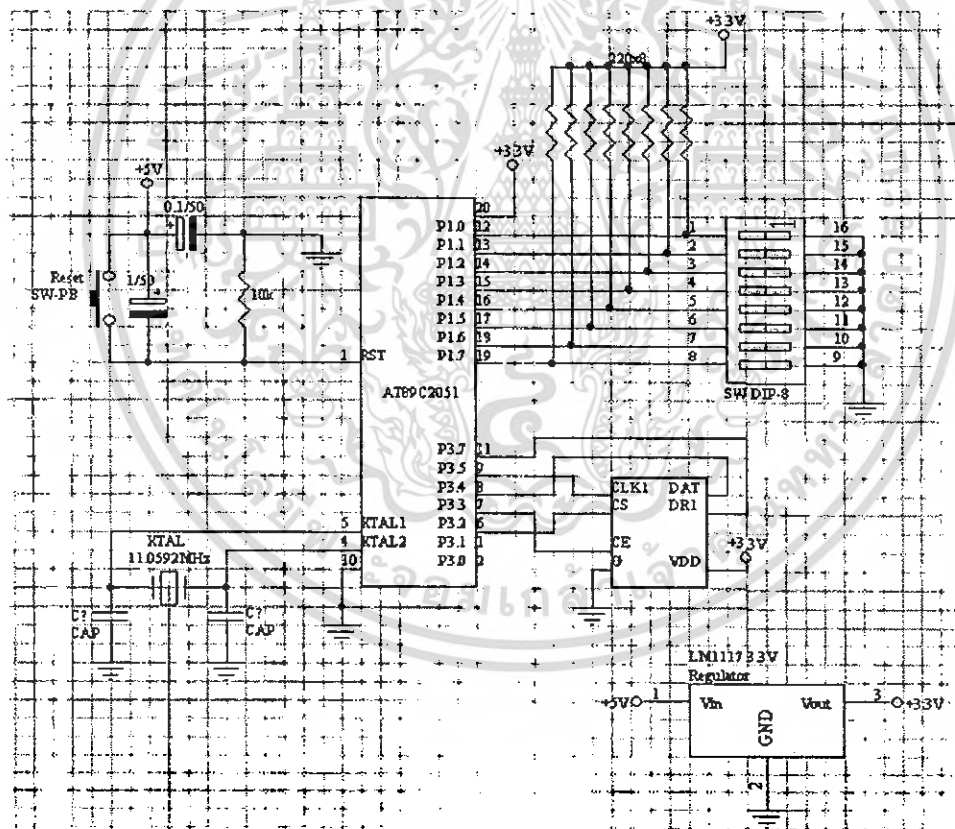 +3.3V
220x8
+3.3V
+5V
0.1/50
Reset
SW-PB
1/50
10k
1 RST
AT89C2051
20
P1.0 12
P1.1 13
P1.2 14
P1.3 15
P1.4 16
P1.5 17
P1.6 18
P1.7 19
1 16
2 15
3 14
4 13
5 12
6 11
7 10
8 9
SW DIP-8
P3.7 11
P3.5 9
P3.4 8
P3.3 7
P3.2 6
P3.1
P3.0 2
5 XTAL1
4 XTAL2
10
XTAL
11.0592MHz
C?
CAP
C?
CAP
CLK1 DAT
CS DR1
CE
G VDD
+3.3V
LM1117 3.3V
Regulator
+5V 1 Vin Vout 3 +3.3V
GND
2